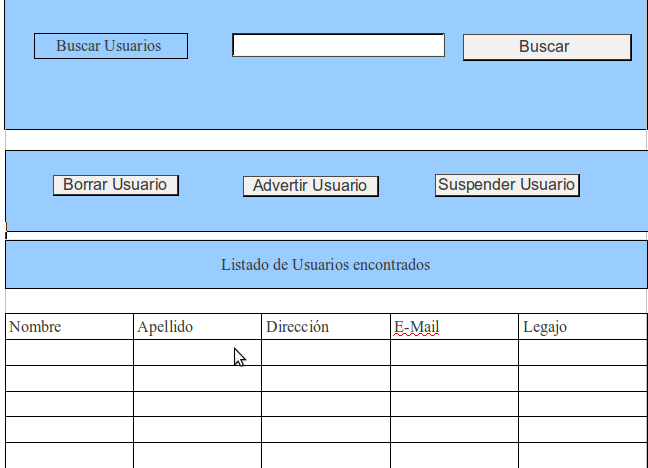 Buscar Usuarios
Buscar
Borrar Usuario
Advertir Usuario
Suspender Usuario
Listado de Usuarios encontrados
Nombre
Apellido
Dirección
E-Mail
Legajo